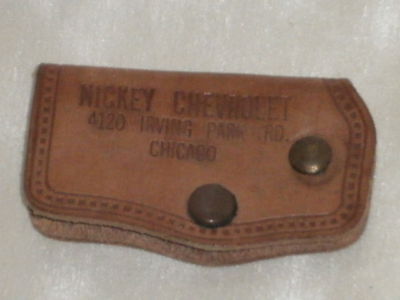 NICKEY CHEVROLET
4120 IRVING PARK RD.
CHICAGO